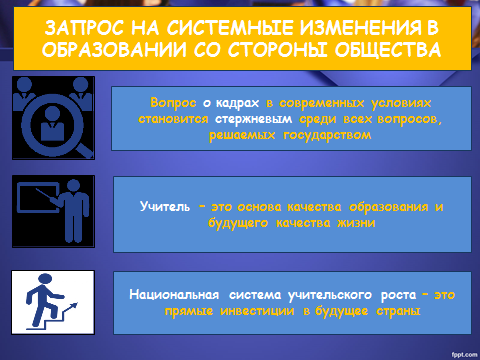 ЗАПРОС НА СИСТЕМНЫЕ ИЗМЕНЕНИЯ В
ОБРАЗОВАНИИ СО СТОРОНЫ ОБЩЕСТВА
Вопрос о кадрах в современных условиях
становится стержневым среди всех вопросов,
решаемых государством
Учитель – это основа качества образования и
будущего качества жизни
Национальная система учительского роста – это
прямые инвестиции в будущее страны
fppt.com